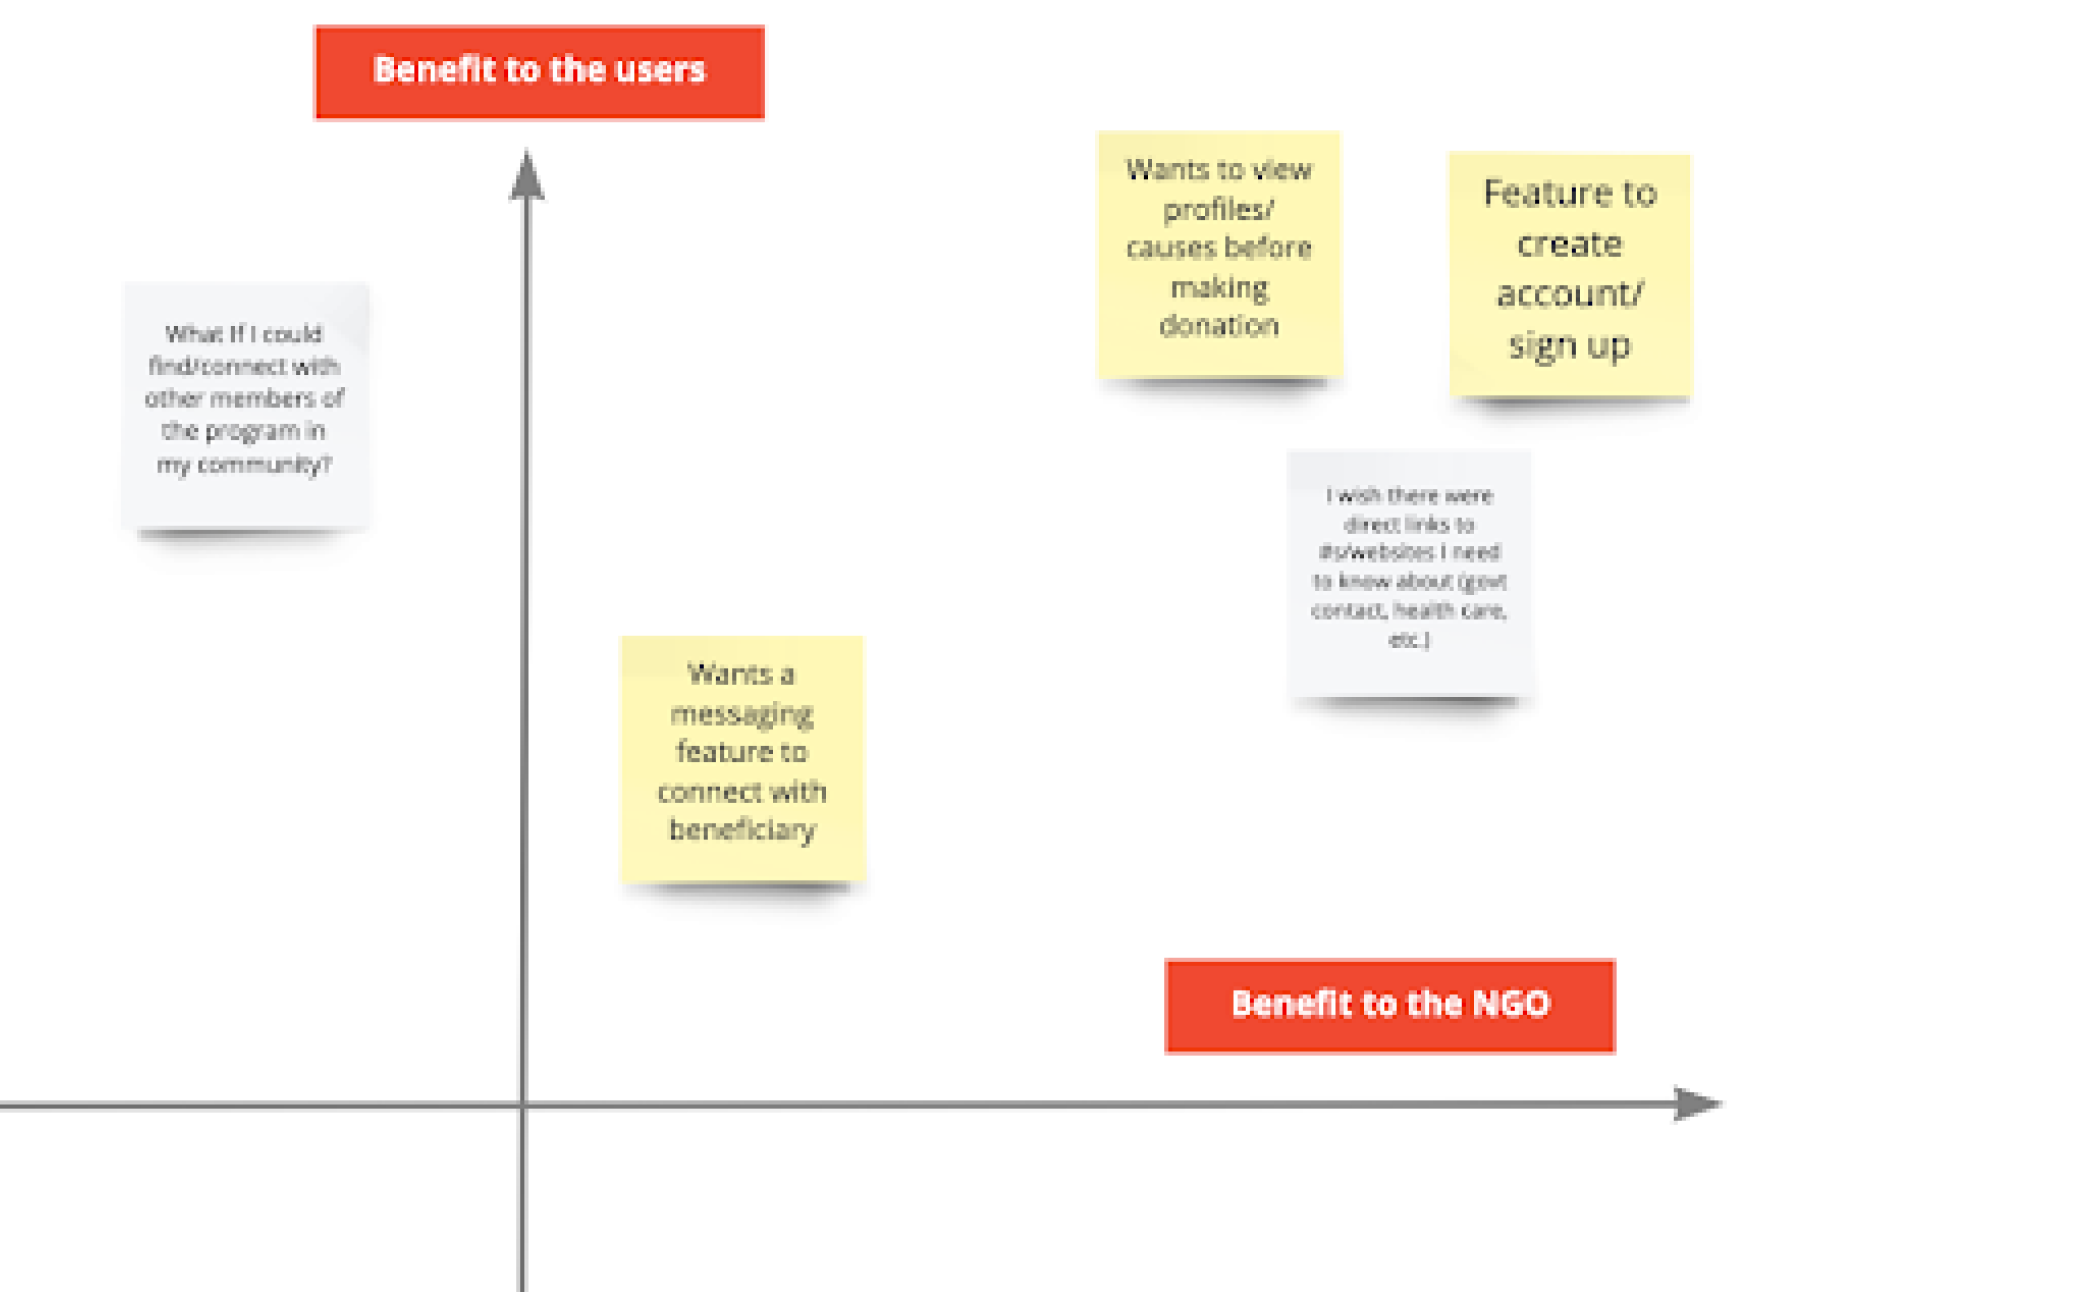 Benefit to the users
Wants to view
profiles/
causes before
making
donation
Feature to
create
account/
sign up
What If I could
find/connect with
other members of
the program in
my community?
I wish there were
direct links to
#s/websites I need
to know about (govt
contact, health care,
etc.)
Wants a
messaging
feature to
connect with
beneficiary
Benefit to the NGO